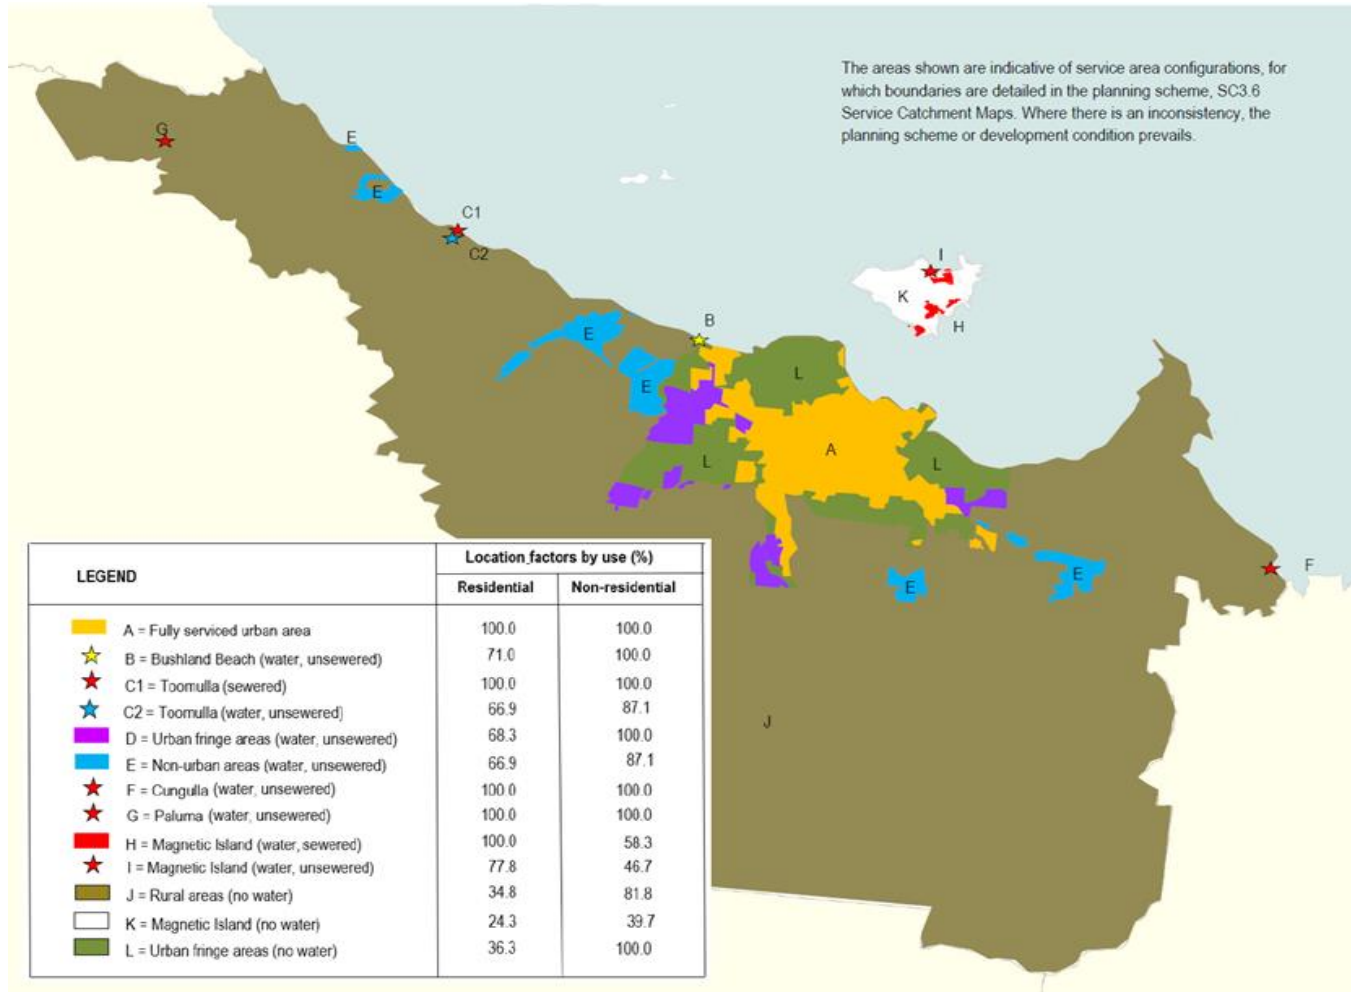 The areas shown are indicative of service area configurations, for
which boundaries are detailed in the planning scheme, SC3.6
Service Catchment Maps. Where there is an inconsistency, the
planning scheme or development condition prevails.
G
E
E
C1
C2
I
K
H
B
E
E
L
A
L
L
E
E
F
J
LEGEND
Location factors by use (%)
Residential Non-residential
A = Fully serviced urban area 100.0 100.0
B = Bushland Beach (water, unsewered) 71.0 100.0
C1 = Toomulla (sewered) 100.0 100.0
C2 = Toomulla (water, unsewered) 66.9 87.1
D = Urban fringe areas (water, unsewered) 68.3 100.0
E = Non-urban areas (water, unsewered) 66.9 87.1
F = Cungulla (water, unsewered) 100.0 100.0
G = Paluma (water, unsewered) 100.0 100.0
H = Magnetic Island (water, sewered) 100.0 58.3
I = Magnetic Island (water, unsewered) 77.8 46.7
J = Rural areas (no water) 34.8 81.8
K = Magnetic Island (no water) 24.3 39.7
L = Urban fringe areas (no water) 36.3 100.0